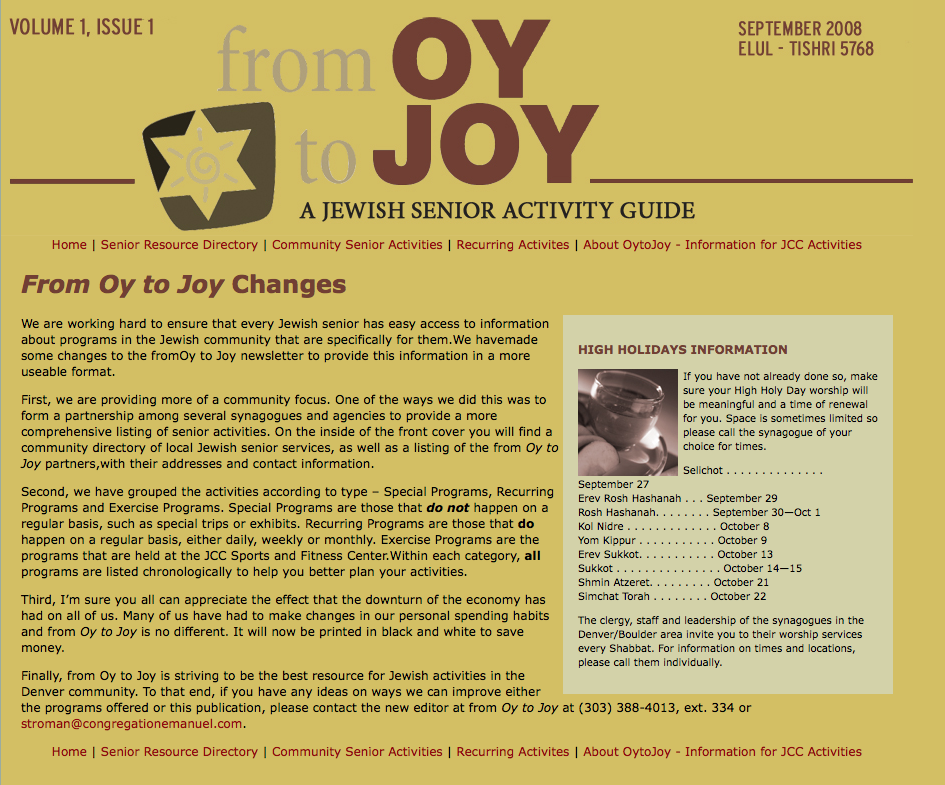 VOLUME 1, ISSUE 1
from OY
to JOY
SEPTEMBER 2008
ELUL - TISHRI 5768
A JEWISH SENIOR ACTIVITY GUIDE
Home | Senior Resource Directory | Community Senior Activities | Recurring Activites | About OytoJoy - Information for JCC Activities
From Oy to Joy Changes
We are working hard to ensure that every Jewish senior has easy access to information
about programs in the Jewish community that are specifically for them.We havemade
some changes to the fromOy to Joy newsletter to provide this information in a more
useable format.
First, we are providing more of a community focus. One of the ways we did this was to
form a partnership among several synagogues and agencies to provide a more
comprehensive listing of senior activities. On the inside of the front cover you will find a
community directory of local Jewish senior services, as well as a listing of the from Oy to
Joy partners,with their addresses and contact information.
Second, we have grouped the activities according to type – Special Programs, Recurring
Programs and Exercise Programs. Special Programs are those that do not happen on a
regular basis, such as special trips or exhibits. Recurring Programs are those that do
happen on a regular basis, either daily, weekly or monthly. Exercise Programs are the
programs that are held at the JCC Sports and Fitness Center.Within each category, all
programs are listed chronologically to help you better plan your activities.
Third, I’m sure you all can appreciate the effect that the downturn of the economy has
had on all of us. Many of us have had to make changes in our personal spending habits
and from Oy to Joy is no different. It will now be printed in black and white to save
money.
Finally, from Oy to Joy is striving to be the best resource for Jewish activities in the
Denver community. To that end, if you have any ideas on ways we can improve either
the programs offered or this publication, please contact the new editor at from Oy to Joy at (303) 388-4013, ext. 334 or
stroman@congregationemanuel.com.
HIGH HOLIDAYS INFORMATION
If you have not already done so, make
sure your High Holy Day worship will
be meaningful and a time of renewal
for you. Space is sometimes limited so
please call the synagogue of your
choice for times.
Selichot . . . . . . . . . . . . . .
September 27
Erev Rosh Hashanah . . . September 29
Rosh Hashanah. . . . . . . . September 30—Oct 1
Kol Nidre . . . . . . . . . . . . . October 8
Yom Kippur . . . . . . . . . . . October 9
Erev Sukkot. . . . . . . . . . . October 13
Sukkot . . . . . . . . . . . . . . . October 14—15
Shmin Atzeret. . . . . . . . . October 21
Simchat Torah . . . . . . . . October 22
The clergy, staff and leadership of the synagogues in the
Denver/Boulder area invite you to their worship services
every Shabbat. For information on times and locations,
please call them individually.
Home | Senior Resource Directory | Community Senior Activities | Recurring Activites | About OytoJoy - Information for JCC Activities